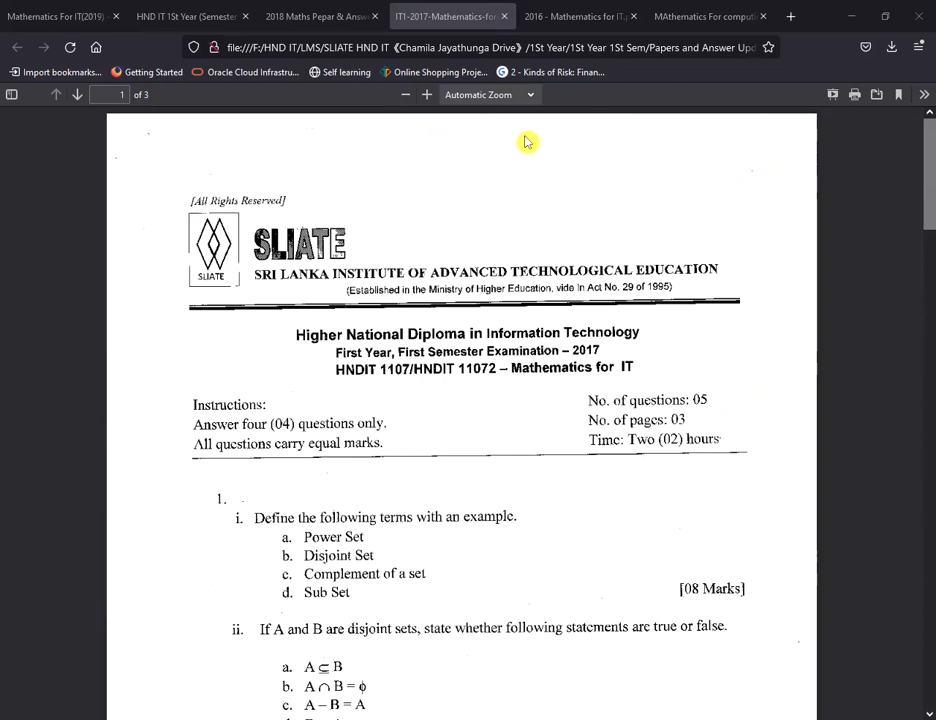 Mathematics For IT(2019) -
HND IT 1St Year (Semester
2018 Maths Pepar & Answ
IT1-2017-Mathematics-for-
2016 - Mathematics for IT.p
MAthematics For computi
file:///F:/HND IT/LMS/SLIATE HND IT《Chamila Jayathunga Drive》/1St Year/1St Year 1St Sem/Papers and Answer Upd
Import bookmarks...
Getting Started
Oracle Cloud Infrastru...
Self learning
Online Shopping Proje...
2 - Kinds of Risk: Finan...
1 of 3
Automatic Zoom
[All Rights Reserved]
SLIATE
SLIATE
SRI LANKA INSTITUTE OF ADVANCED TECHNOLOGICAL EDUCATION
(Established in the Ministry of Higher Education, vide in Act No. 29 of 1995)
Higher National Diploma in Information Technology
First Year, First Semester Examination – 2017
HNDIT 1107/HNDIT 11072 – Mathematics for IT
Instructions:
No. of questions: 05
Answer four (04) questions only.
No. of pages: 03
All questions carry equal marks.
Time: Two (02) hours
1.
i. Define the following terms with an example.
a. Power Set
b. Disjoint Set
c. Complement of a set
d. Sub Set
[08 Marks]
ii. If A and B are disjoint sets, state whether following statements are true or false.
a. A ⊆ B
b. A ∩ B = ϕ
c. A – B = A